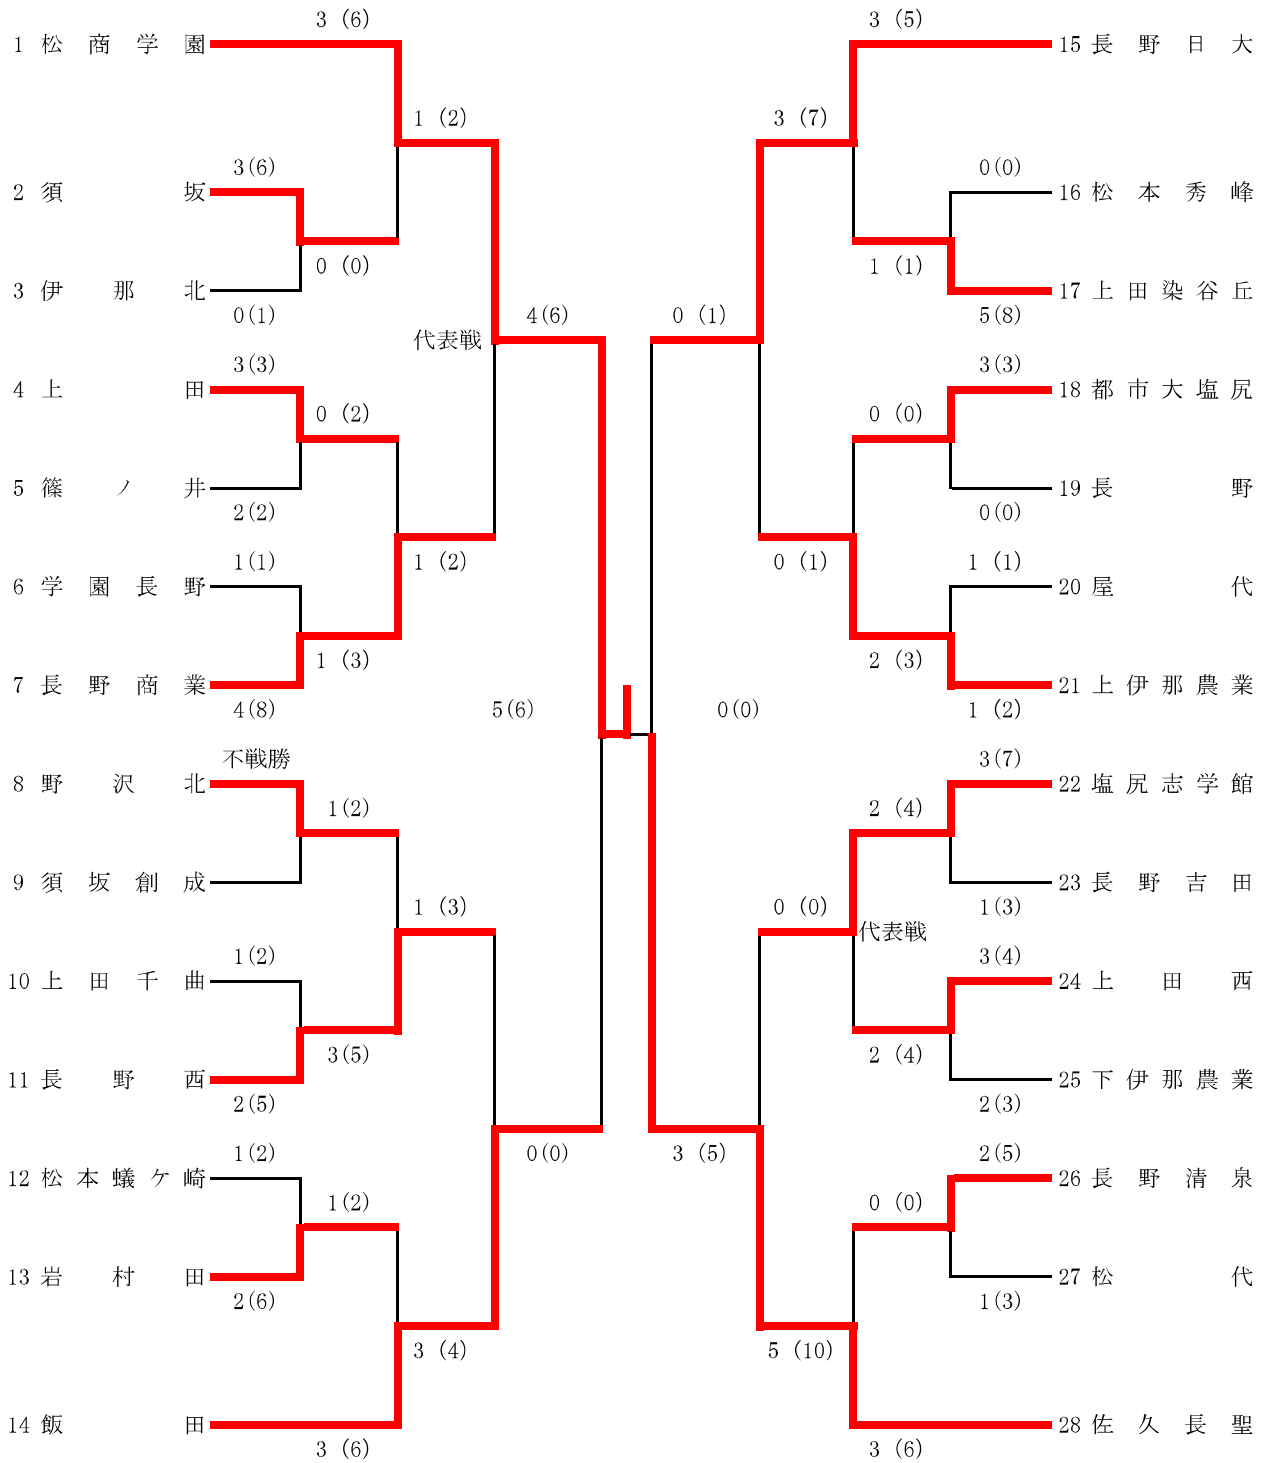 3 (6)
1 松商学園
1 (2)
3(6)
2 須坂
0 (0)
3 伊那北
0(1)
4(6)
代表戦
3(3)
4 上田
0 (2)
5 篠ノ井
2(2)
1(1)
1 (2)
6 学園長野
1 (3)
7 長野商業
4(8)
5(6)
不戦勝
8 野沢北
1(2)
9 須坂創成
1 (3)
1(2)
10 上田千曲
3(5)
11 長野西
2(5)
1(2)
0(0)
12 松本蟻ケ崎
1(2)
13 岩村田
2(6)
3 (4)
14 飯田
3 (6)
3 (5)
15 長野日大
3 (7)
0(0)
16 松本秀峰
1 (1)
17 上田染谷丘
5(8)
0 (1)
3(3)
18 都市大塩尻
0 (0)
19 長野
0(0)
0 (1)
1 (1)
20 屋代
2 (3)
21 上伊那農業
1 (2)
0(0)
3(7)
22 塩尻志学館
2 (4)
23 長野吉田
1(3)
0 (0)
代表戦
3(4)
24 上田西
2 (4)
25 下伊那農業
2(3)
3 (5)
2(5)
26 長野清泉
0 (0)
27 松代
1(3)
5 (10)
28 佐久長聖
3 (6)